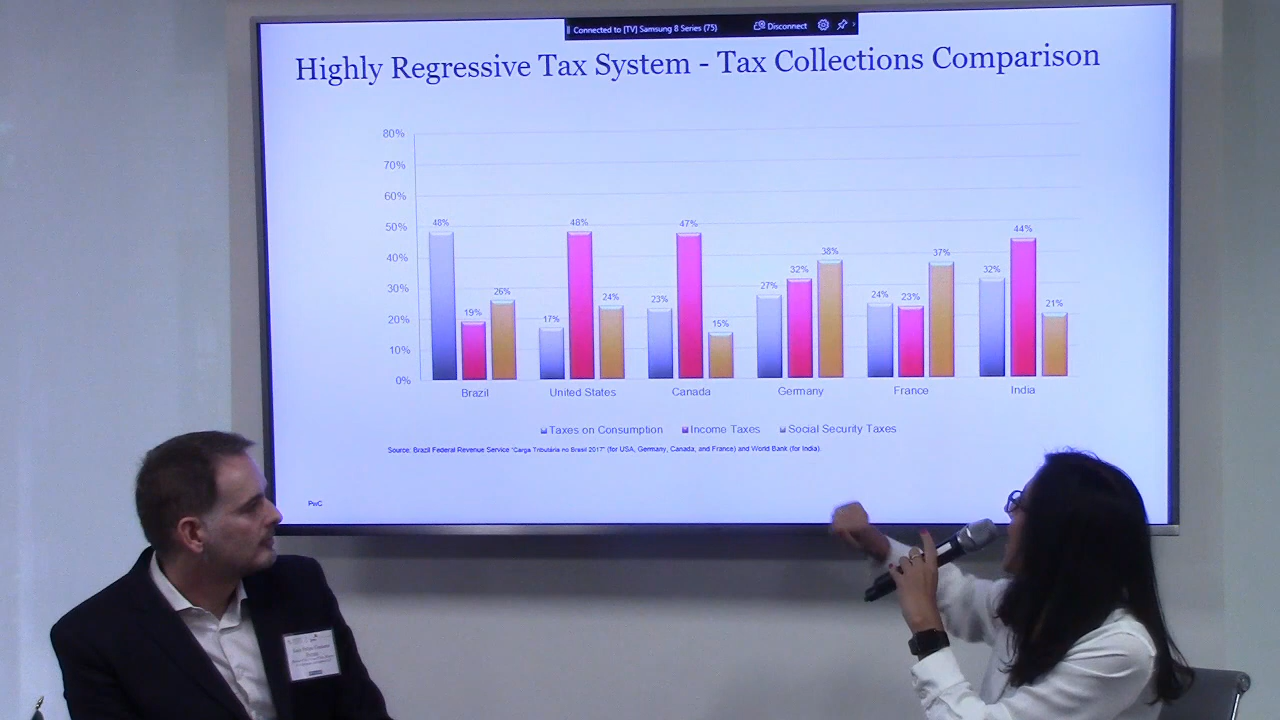 Connected to [TV] Samsung 8 Series (75)
Disconnect
Highly Regressive Tax System - Tax Collections Comparison
80%
70%
60%
50%
40%
30%
20%
10%
0%
48%
19%
26%
17%
48%
24%
23%
47%
15%
27%
32%
38%
24%
23%
37%
32%
44%
21%
Brazil
United States
Canada
Germany
France
India
Taxes on Consumption
Income Taxes
Social Security Taxes
Source: Brazil Federal Revenue Service "Carga Tributária no Brasil 2017" (for USA, Germany, Canada, and France) and World Bank (for India).
PwC